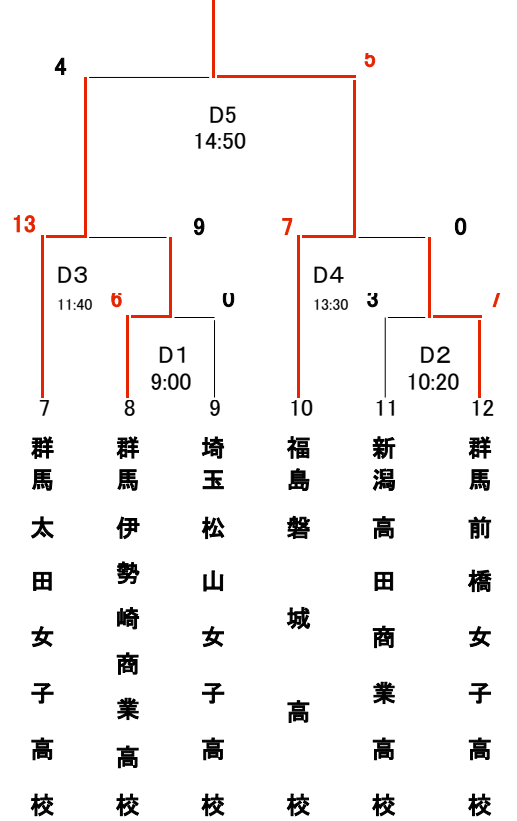 4
5
D5
14:50
13
9
7
0
D3
11:40
6
0
D4
13:30
3
7
D1
9:00
D2
10:20
7
8
9
10
11
12
群馬太田女子高校
群馬伊勢崎商業高校
埼玉松山女子高校
福島磐城高校
新潟高田商業高校
群馬前橋女子高校